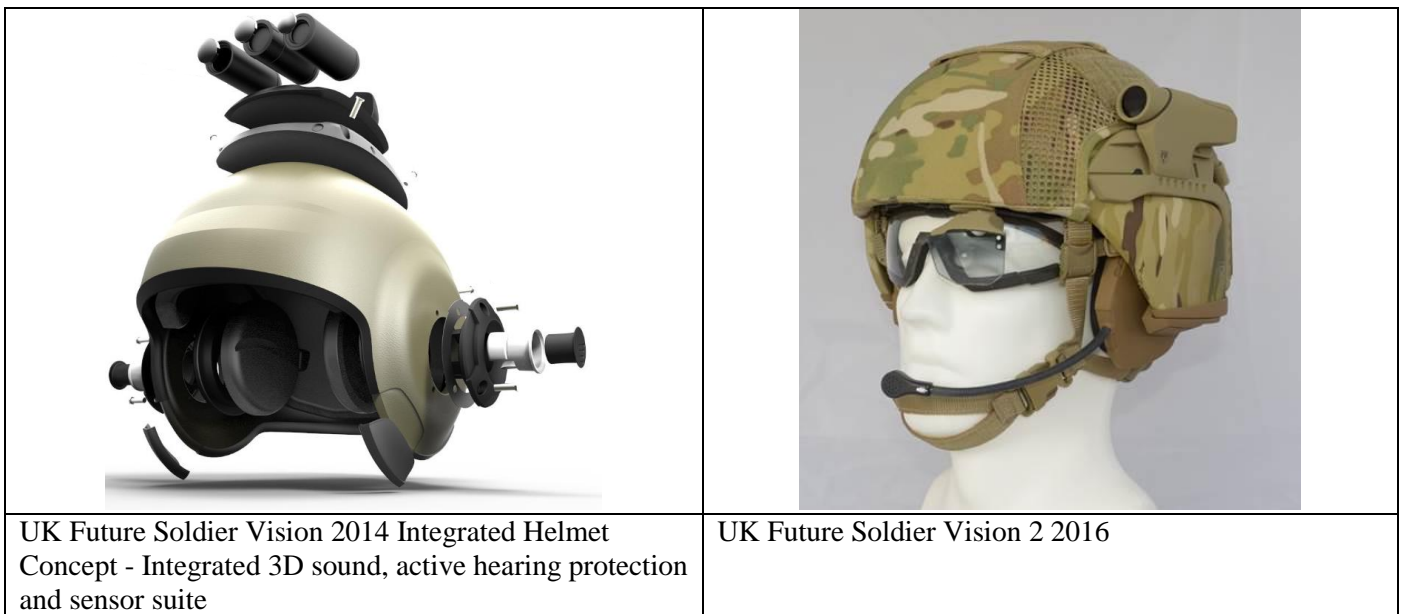 UK Future Soldier Vision 2014 Integrated Helmet
Concept - Integrated 3D sound, active hearing protection
and sensor suite
UK Future Soldier Vision 2 2016